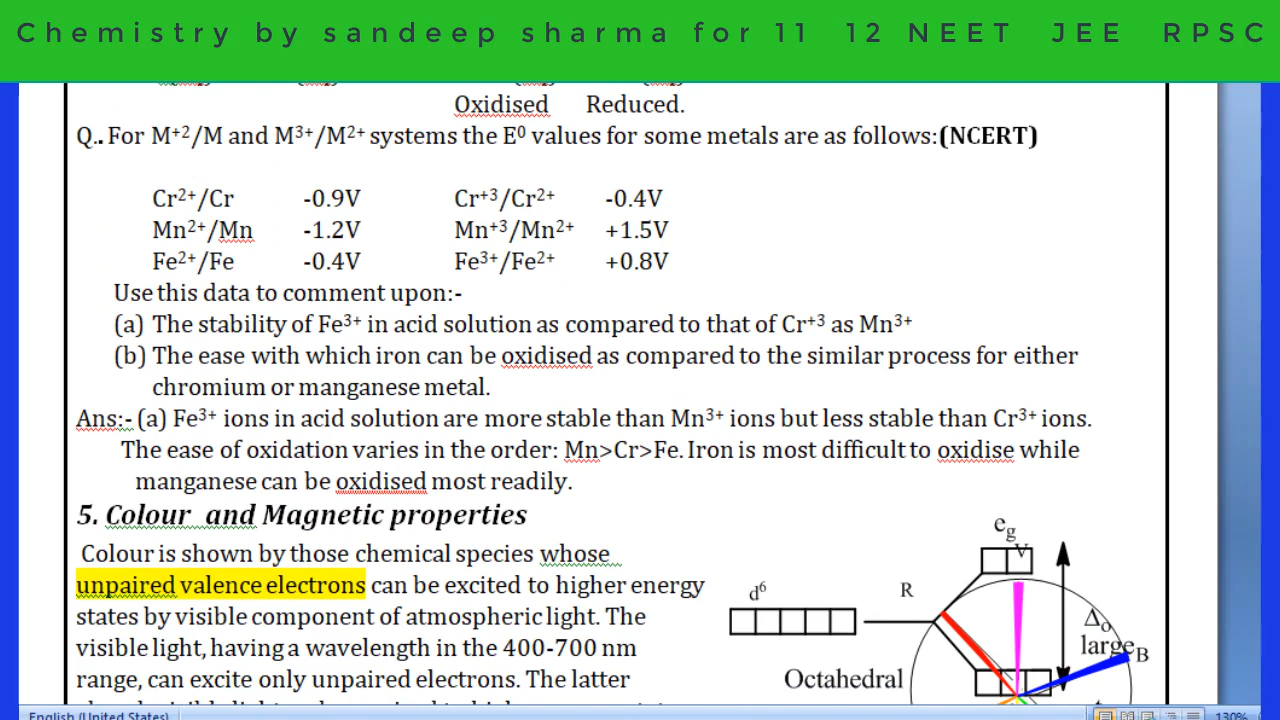 Chemistry by sandeep sharma for 11 12 NEET JEE RPSC
Oxidised Reduced.
Q.. For M+2/M and M3+/M2+ systems the E0 values for some metals are as follows:(NCERT)
Cr2+/Cr -0.9V Cr+3/Cr2+ -0.4V
Mn2+/Mn -1.2V Mn+3/Mn2+ +1.5V
Fe2+/Fe -0.4V Fe3+/Fe2+ +0.8V
Use this data to comment upon:-
(a) The stability of Fe3+ in acid solution as compared to that of Cr+3 as Mn3+
(b) The ease with which iron can be oxidised as compared to the similar process for either
chromium or manganese metal.
Ans:- (a) Fe3+ ions in acid solution are more stable than Mn3+ ions but less stable than Cr3+ ions.
The ease of oxidation varies in the order: Mn>Cr>Fe. Iron is most difficult to oxidise while
manganese can be oxidised most readily.
5. Colour and Magnetic properties
Colour is shown by those chemical species whose
unpaired valence electrons can be excited to higher energy
states by visible component of atmospheric light. The
visible light, having a wavelength in the 400-700 nm
range, can excite only unpaired electrons. The latter
eg
V
d6
R
Δo
large
B
Octahedral
English (United States)
130%